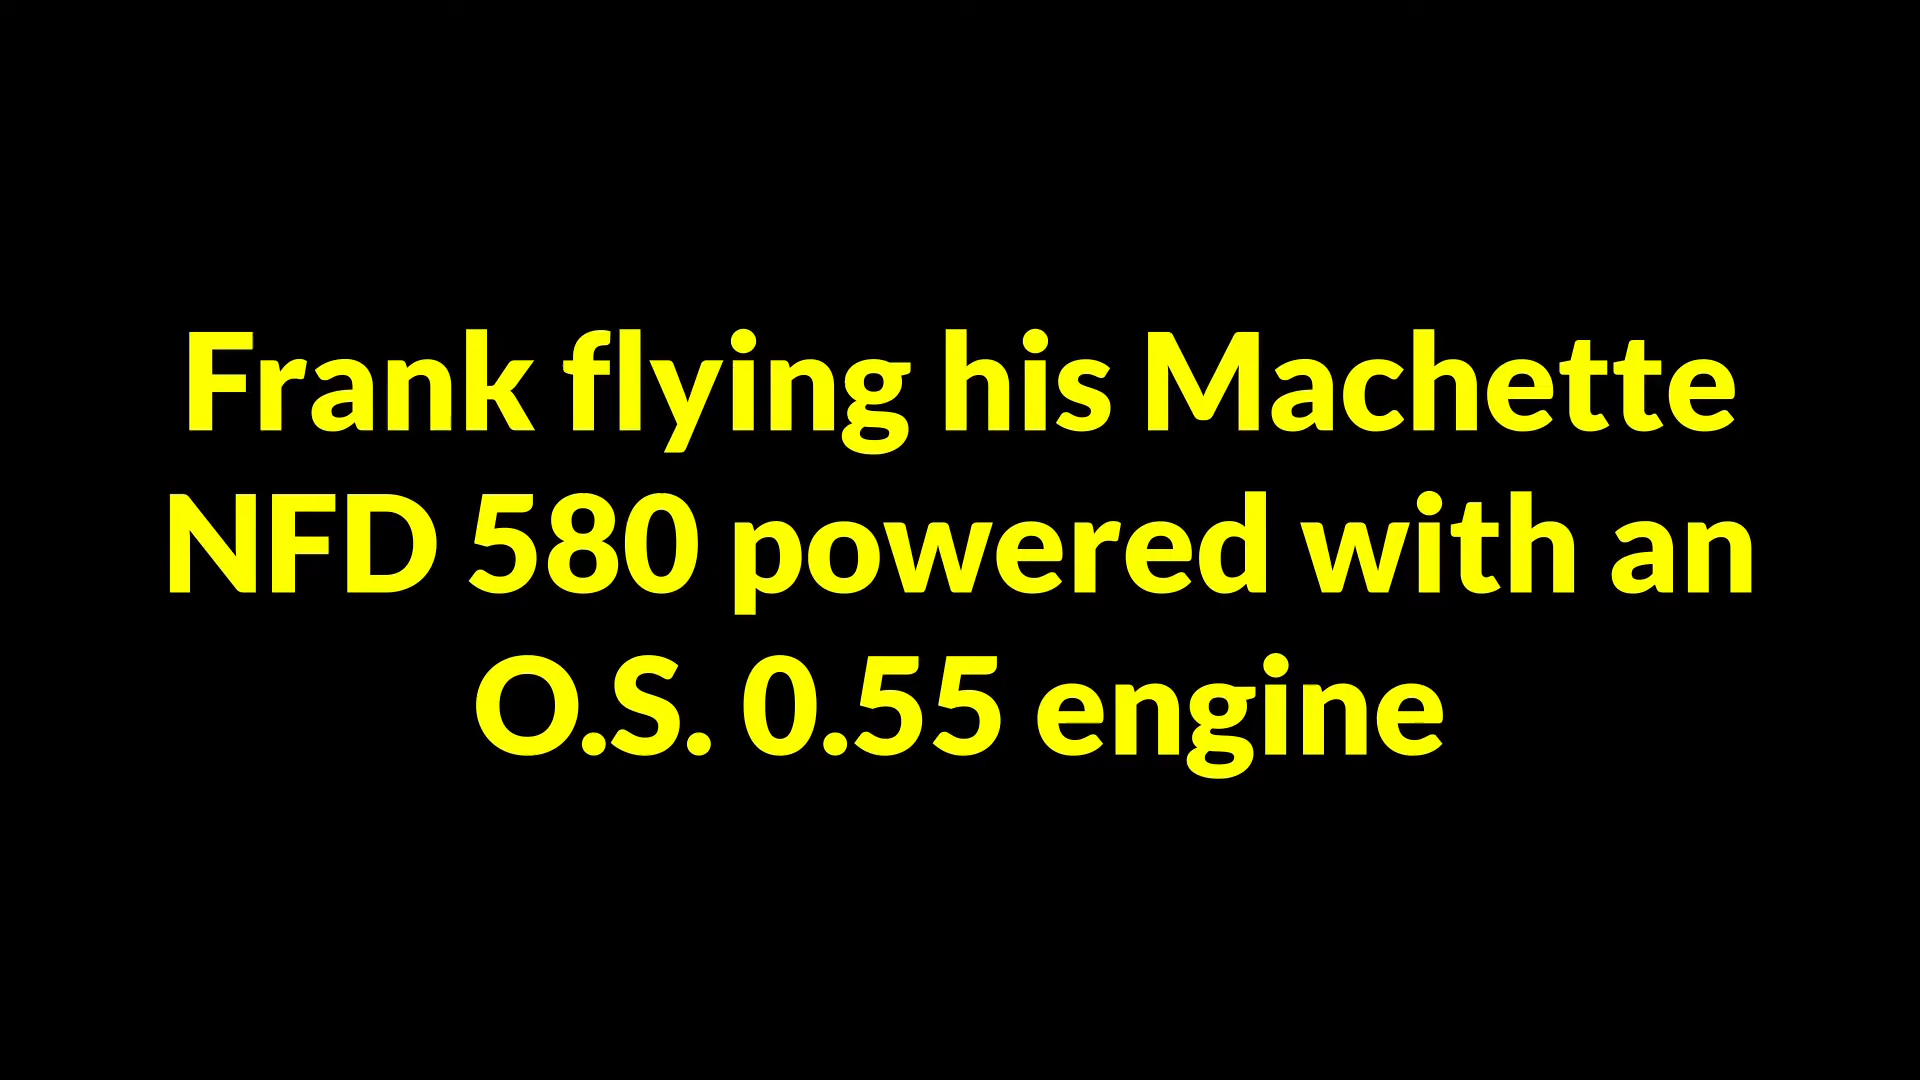 Frank flying his Machette
NFD 580 powered with an
O.S. 0.55 engine